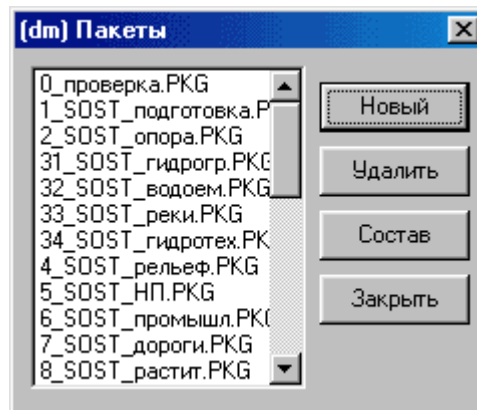 (dm) Пакеты
0_проверка.PKG
1_SOST_подготовка.P
2_SOST_опора.PKG
31_SOST_гидрогр.PKG
32_SOST_водоем.PKG
33_SOST_реки.PKG
34_SOST_гидротех.PK
4_SOST_рельеф.PKG
5_SOST_НП.PKG
6_SOST_промышл.PK(
7_SOST_дороги.PKG
8_SOST_растит.PKG
Новый
Удалить
Состав
Закрыть